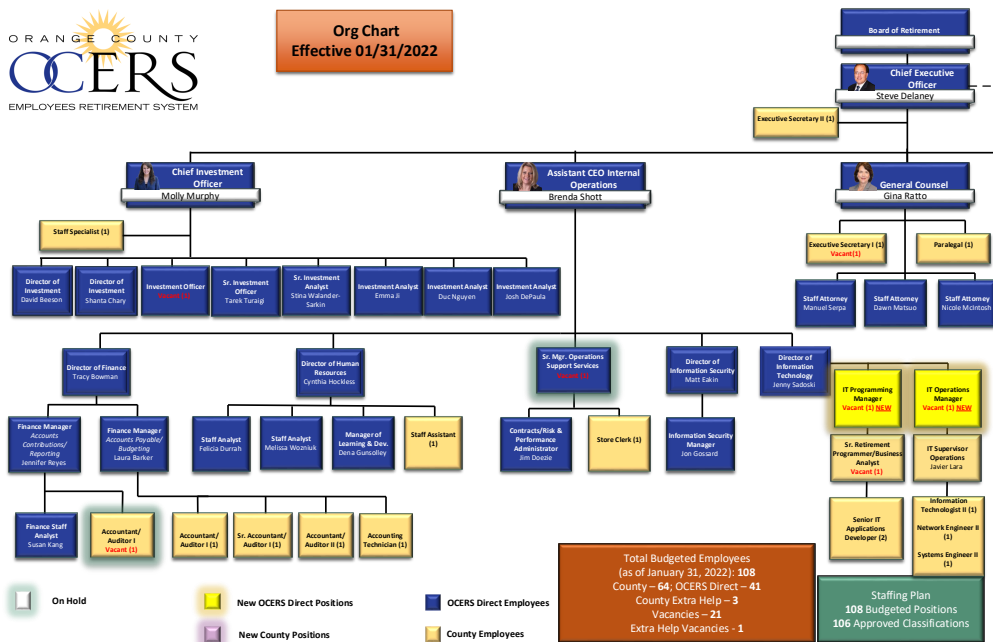 ORANGE COUNTY
OCERS
EMPLOYEES RETIREMENT SYSTEM
Org Chart
Effective 01/31/2022
Board of Retirement
Chief Executive
Officer
Steve Delaney
Executive Secretary II (1)
Chief Investment
Officer
Molly Murphy
Assistant CEO Internal
Operations
Brenda Shott
General Counsel
Gina Ratto
Staff Specialist (1)
Executive Secretary I (1)
Vacant(1)
Paralegal (1)
Director of
Investment
David Beeson
Director of
Investment
Shanta Chary
Investment Officer
Vacant (1)
Sr. Investment
Officer
Tarek Turaigi
Sr. Investment
Analyst
Stina Walander-
Sarkin
Investment Analyst
Emma Ji
Investment Analyst
Duc Nguyen
Investment Analyst
Josh DePaula
Staff Attorney
Manuel Serpa
Staff Attorney
Dawn Matsuo
Staff Attorney
Nicole McIntosh
Director of Finance
Tracy Bowman
Director of Human
Resources
Cynthia Hockless
Sr. Mgr. Operations
Support Services
Vacant (1)
Director of
Information Security
Matt Eakin
Director of
Information
Technology
Jenny Sadoski
IT Programming
Manager
Vacant (1) NEW
IT Operations
Manager
Vacant (1) NEW
Finance Manager
Accounts
Contributions/
Reporting
Jennifer Reyes
Finance Manager
Accounts Payable/
Budgeting
Laura Barker
Staff Analyst
Felicia Durrah
Staff Analyst
Melissa Wozniuk
Manager of
Learning & Dev.
Dena Gunsolley
Staff Assistant
(1)
Contracts/Risk &
Performance
Administrator
Jim Doezie
Store Clerk (1)
Information Security
Manager
Jon Gossard
Sr. Retirement
Programmer/Business
Analyst
Vacant (1)
IT Supervisor
Operations
Javier Lara
Finance Staff
Analyst
Susan Kang
Accountant/
Auditor I
Vacant (1)
Accountant/
Auditor I (1)
Sr. Accountant/
Auditor I (1)
Accountant/
Auditor II (1)
Accounting
Technician (1)
Senior IT
Applications
Developer (2)
Information
Technologist II (1)
Network Engineer II
(1)
Systems Engineer II
(1)
Total Budgeted Employees
(as of January 31, 2022): 108
County – 64; OCERS Direct – 41
County Extra Help – 3
Vacancies – 21
Extra Help Vacancies - 1
Staffing Plan
108 Budgeted Positions
106 Approved Classifications
On Hold
New OCERS Direct Positions
OCERS Direct Employees
New County Positions
County Employees